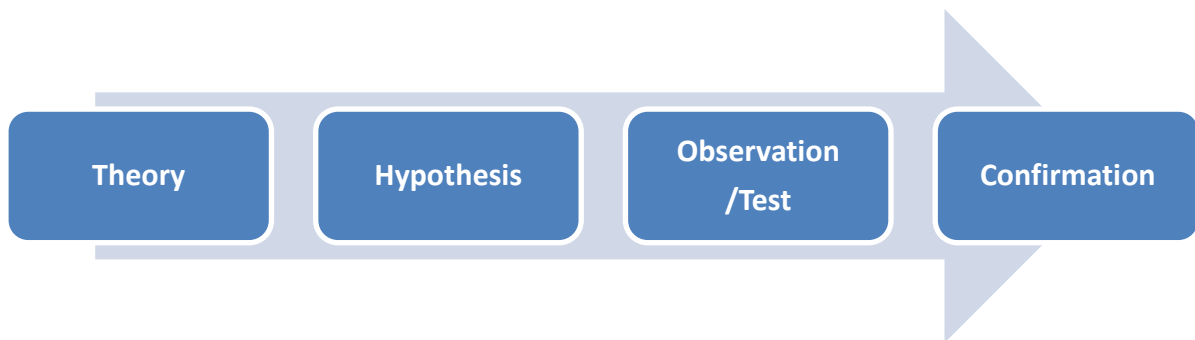 Theory
Hypothesis
Observation
/Test
Confirmation